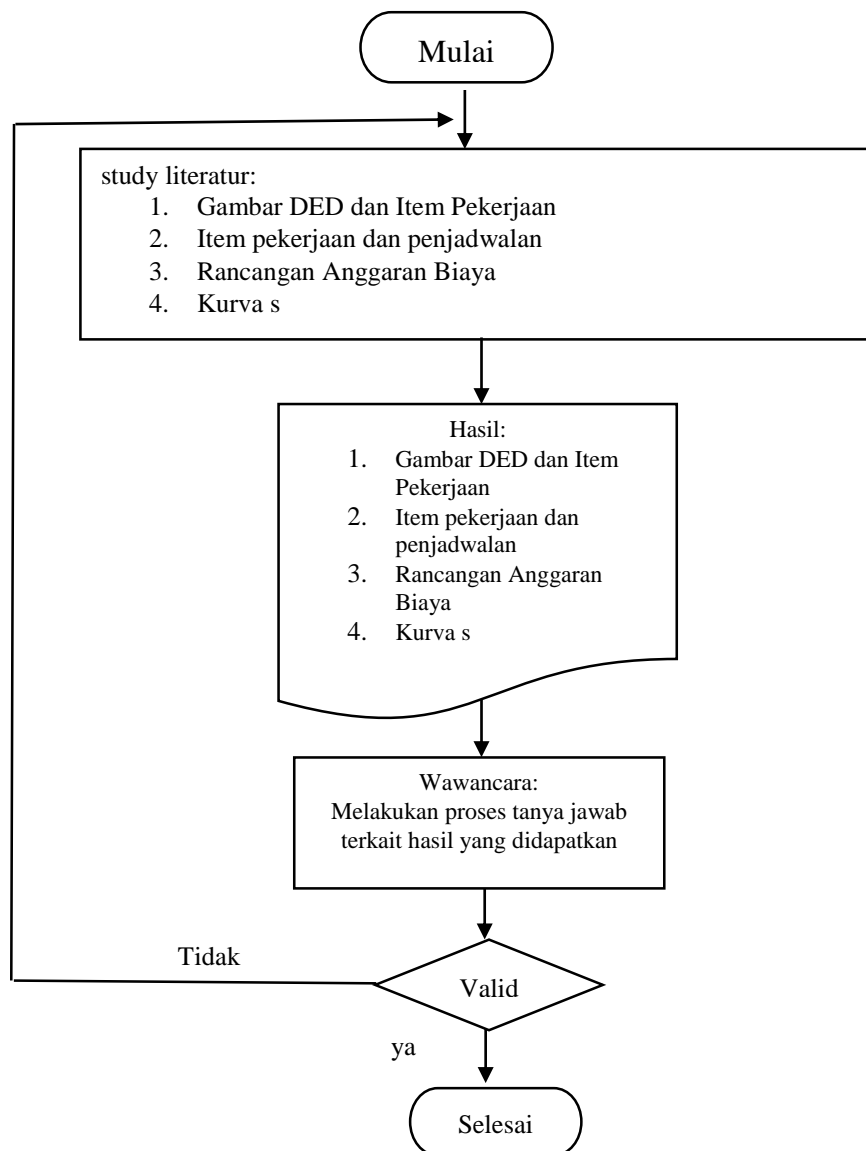 Mulai
study literatur:
1. Gambar DED dan Item Pekerjaan
2. Item pekerjaan dan penjadwalan
3. Rancangan Anggaran Biaya
4. Kurva s
Hasil:
1. Gambar DED dan Item
Pekerjaan
2. Item pekerjaan dan
penjadwalan
3. Rancangan Anggaran
Biaya
4. Kurva s
Wawancara:
Melakukan proses tanya jawab
terkait hasil yang didapatkan
Tidak
Valid
ya
Selesai